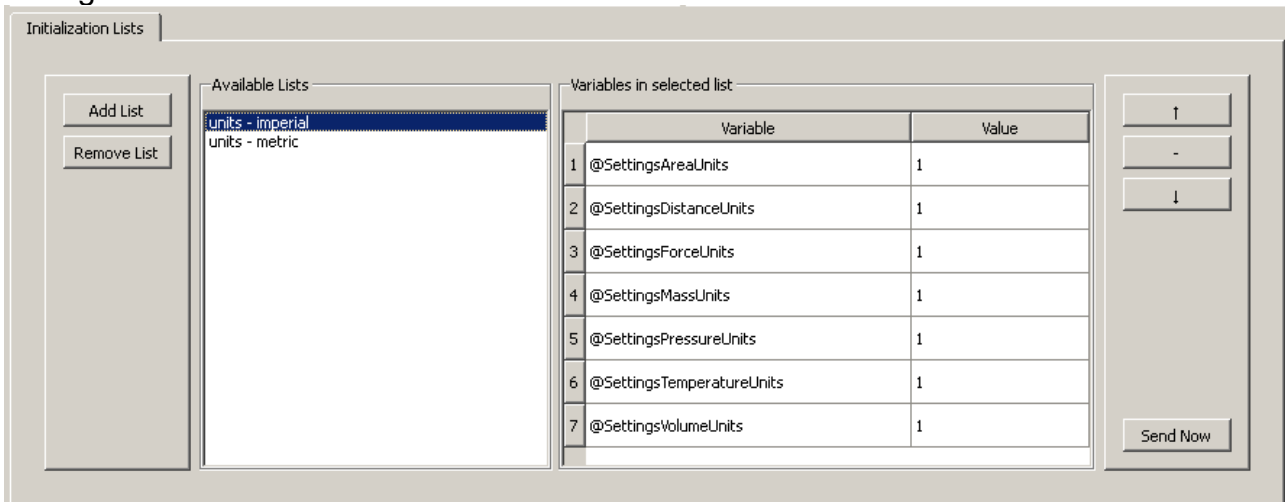 Initialization Lists
Add List
Remove List
Available Lists
units - imperial
units - metric
Variables in selected list
Variable Value
1 @SettingsAreaUnits 1
2 @SettingsDistanceUnits 1
3 @SettingsForceUnits 1
4 @SettingsMassUnits 1
5 @SettingsPressureUnits 1
6 @SettingsTemperatureUnits 1
7 @SettingsVolumeUnits 1
↑
-
↓
Send Now